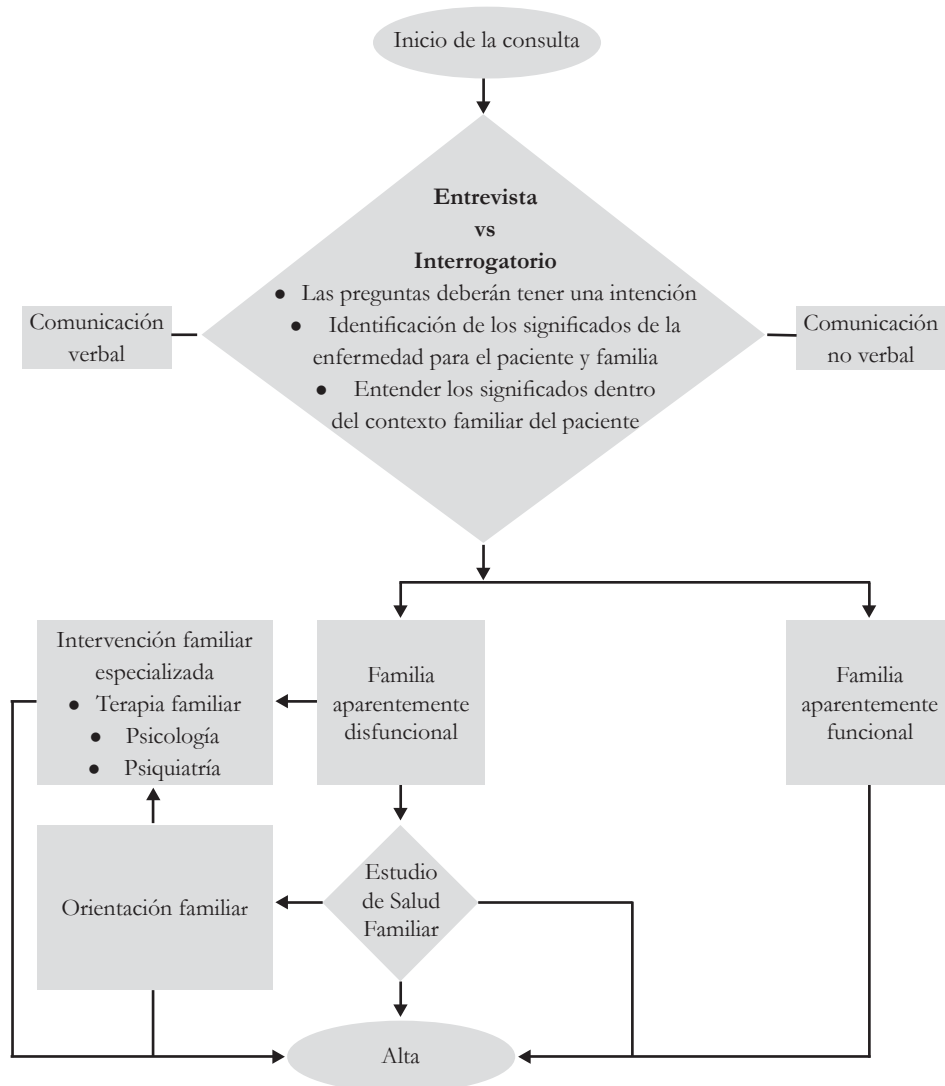 Inicio de la consulta
Entrevista
vs
Interrogatorio
● Las preguntas deberán tener una intención
● Identificación de los significados de la
enfermedad para el paciente y familia
● Entender los significados dentro
del contexto familiar del paciente
Comunicación
verbal
Comunicación
no verbal
Intervención familiar
especializada
● Terapia familiar
● Psicología
● Psiquiatría
Familia
aparentemente
disfuncional
Familia
aparentemente
funcional
Orientación familiar
Estudio
de Salud
Familiar
Alta